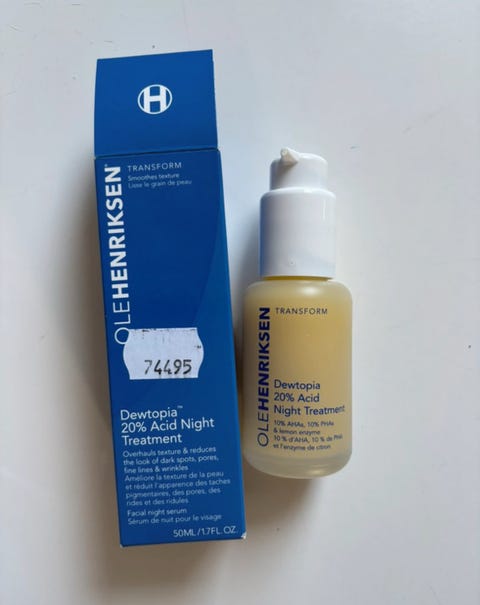 H
TRANSFORM
Smoothes texture
Lisse le grain de peau
OLEHENRIKSEN®
74495
Dewtopia™
20% Acid Night
Treatment
Overhauls texture & reduces
the look of dark spots, pores,
fine lines & wrinkles
Améliore la texture de la peau
et réduit l'apparence des taches
pigmentaires, des pores, des
rides et des ridules
Facial night serum
Sérum de nuit pour le visage
50ML/1.7FL.OZ.
TRANSFORM
OLEHENRIKSEN
Dewtopia
20% Acid
Night Treatment
10% AHAs, 10% PHAs
& lemon enzyme
10 % d'AHA, 10 % de PHA
et l'enzyme de citron